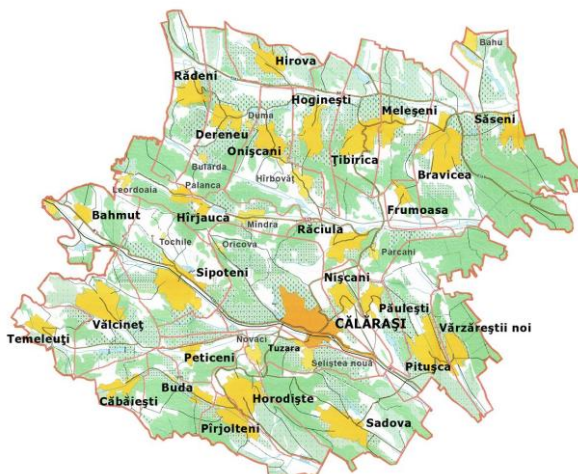 Bahu
Hirova
Rădeni
Hoginești
Duma
Meleșeni
Săseni
Dereneu
Onișcani
Țibirica
Bularda
Bravicea
Hîrbovăț
Leordoaia
Palanca
Frumoasa
Bahmut
Hîrjauca
Mindra
Răciula
Tochile
Oricova
Parcani
Sipoteni
Nișcani
Păulești
Vălcineț
CĂLĂRAȘI
Vărzăreștii noi
Temeleuți
Novaci
Tuzara
Peticeni
Seliștea nouă
Pitușca
Buda
Horodiște
Căbăiești
Sadova
Pîrjolteni